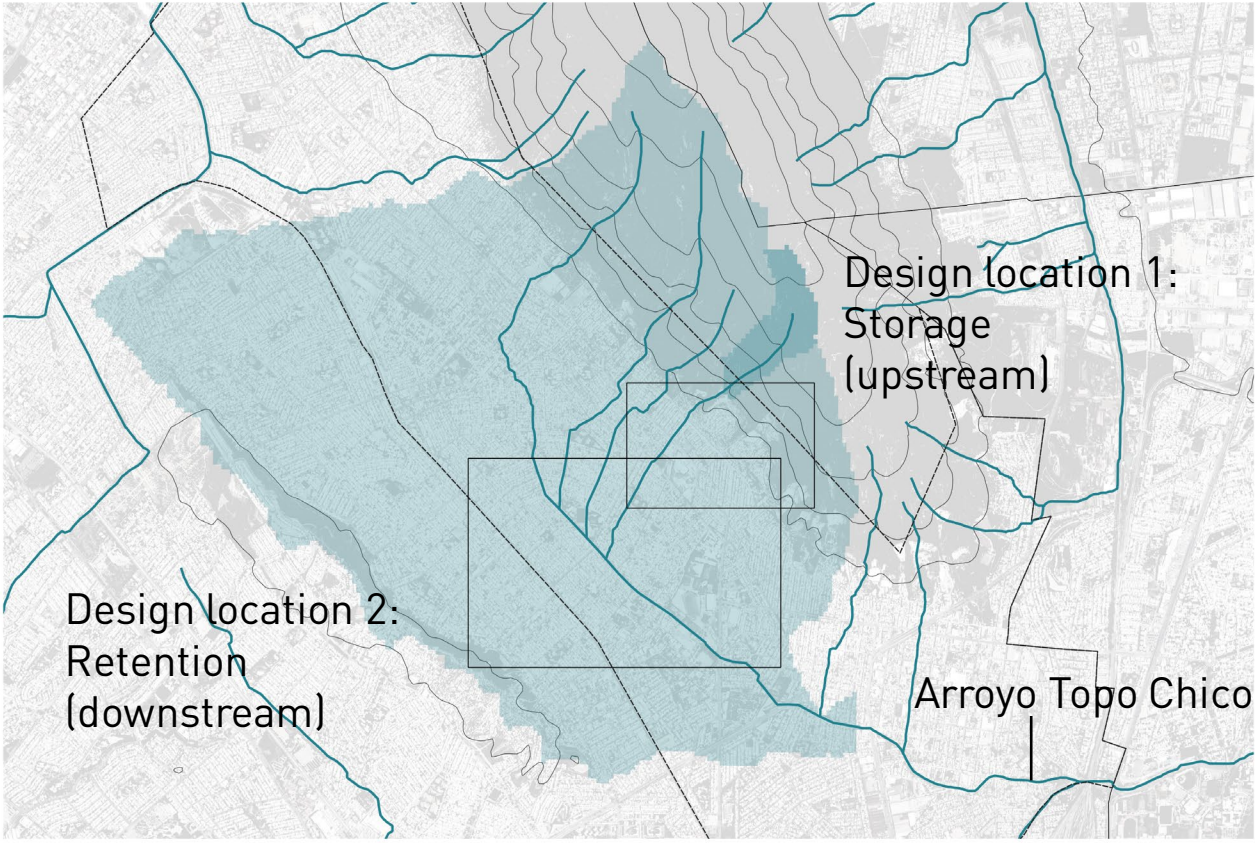 Design location 1:
Storage
(upstream)
Design location 2:
Retention
(downstream)
Arroyo Topo Chico